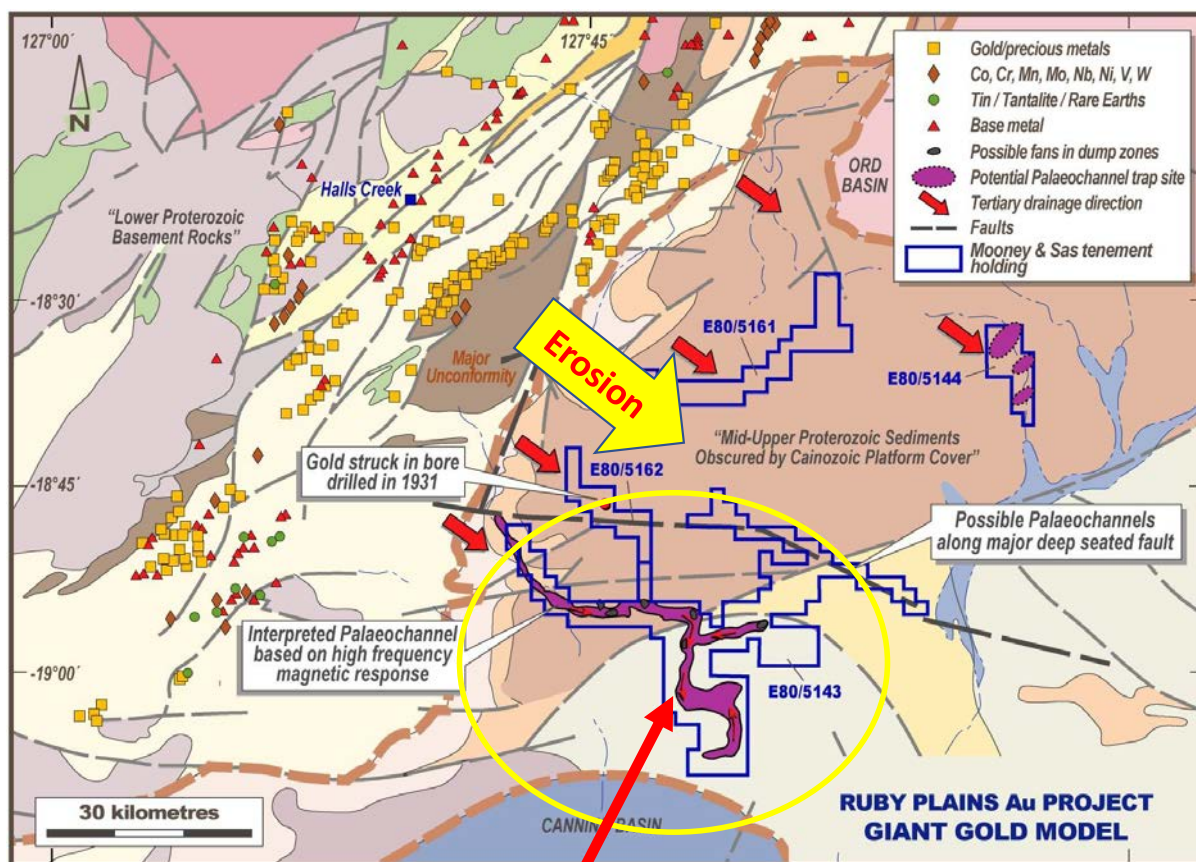 127°00'
127°45'
N
Gold/precious metals
Co, Cr, Mn, Mo, Nb, Ni, V, W
Tin / Tantalite / Rare Earths
Base metal
Possible fans in dump zones
Potential Palaeochannel trap site
Tertiary drainage direction
Faults
Mooney & Sas tenement
holding
ORD
BASIN
Halls Creek
"Lower Proterozoic
Basement Rocks"
-18°30'
Major
Unconformity
Erosion
E80/5161
E80/5144
"Mid-Upper Proterozoic Sediments
Obscured by Cainozoic Platform Cover"
Gold struck in bore
drilled in 1931
E80/5162
-18°45'
Possible Palaeochannels
along major deep seated fault
Interpreted Palaeochannel
based on high frequency
magnetic response
-19°00'
E80/5143
30 kilometres
CANNING BASIN
RUBY PLAINS Au PROJECT
GIANT GOLD MODEL